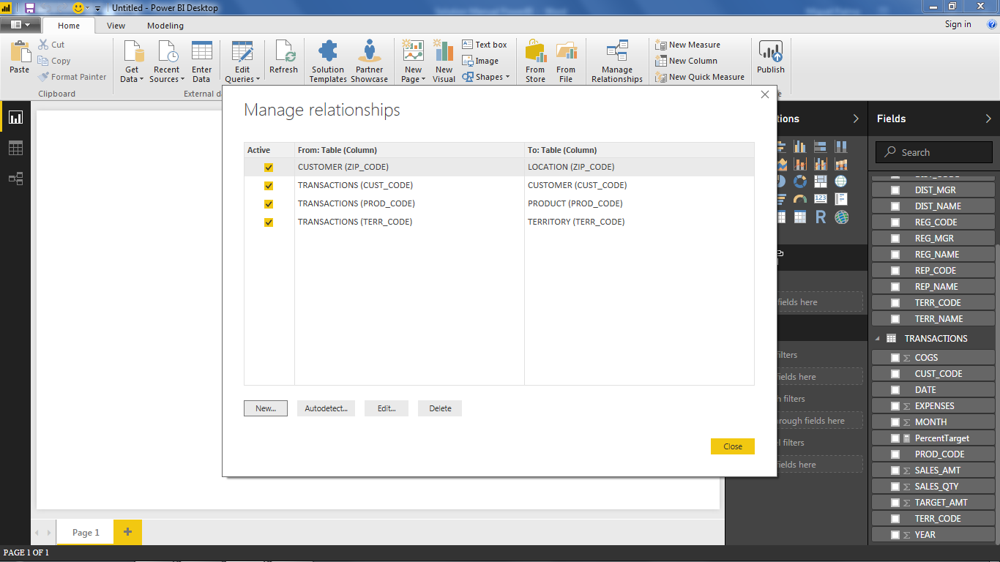 Untitled - Power BI Desktop
Home View Modeling Sign in
Paste
Cut
Copy
Format Painter
Clipboard
Get Data
Recent Sources
Enter Data
External da
Edit Queries
Refresh
Solution Templates
Partner Showcase
New Page
New Visual
Text box
Image
Shapes
From Store
From File
Manage Relationships
New Measure
New Column
New Quick Measure
Publish
e
Manage relationships
Active From: Table (Column) To: Table (Column)
CUSTOMER (ZIP_CODE) LOCATION (ZIP_CODE)
TRANSACTIONS (CUST_CODE) CUSTOMER (CUST_CODE)
TRANSACTIONS (PROD_CODE) PRODUCT (PROD_CODE)
TRANSACTIONS (TERR_CODE) TERRITORY (TERR_CODE)
New... Autodetect... Edit... Delete
Close
tions
123
R
fields here
filters
fields here
n filters
rough fields here
el filters
fields here
Fields
Search
DIST_MGR
DIST_NAME
REG_CODE
REG_MGR
REG_NAME
REP_CODE
REP_NAME
TERR_CODE
TERR_NAME
TRANSACTIONS
Σ COGS
CUST_CODE
DATE
Σ EXPENSES
Σ MONTH
PercentTarget
PROD_CODE
Σ SALES_AMT
Σ SALES_QTY
Σ TARGET_AMT
TERR_CODE
Σ YEAR
Page 1 +
PAGE 1 OF 1